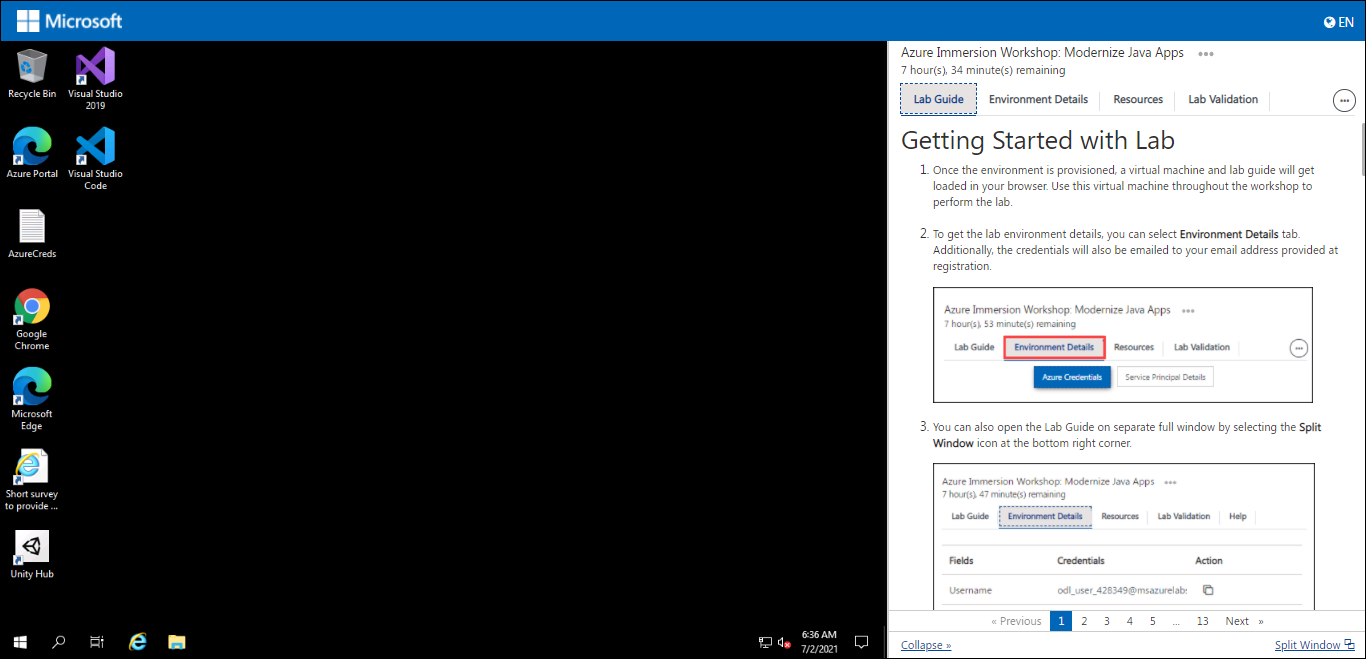 Microsoft
EN
Recycle Bin
Visual Studio
2019
Azure Portal
Visual Studio
Code
AzureCreds
Google
Chrome
Microsoft
Edge
Short survey
to provide ...
Unity Hub
6:36 AM
7/2/2021
Azure Immersion Workshop: Modernize Java Apps
7 hour(s), 34 minute(s) remaining
Lab Guide
Environment Details
Resources
Lab Validation
Getting Started with Lab
1. Once the environment is provisioned, a virtual machine and lab guide will get
loaded in your browser. Use this virtual machine throughout the workshop to
perform the lab.
2. To get the lab environment details, you can select Environment Details tab.
Additionally, the credentials will also be emailed to your email address provided at
registration.
Azure Immersion Workshop: Modernize Java Apps
7 hour(s), 53 minute(s) remaining
Lab Guide
Environment Details
Resources
Lab Validation
Azure Credentials
Service Principal Details
3. You can also open the Lab Guide on separate full window by selecting the Split
Window icon at the bottom right corner.
Azure Immersion Workshop: Modernize Java Apps
7 hour(s), 47 minute(s) remaining
Lab Guide
Environment Details
Resources
Lab Validation
Help
Fields
Credentials
Action
Username
odl_user_428349@msazurelabs
« Previous 1 2 3 4 5 ... 13 Next »
Collapse »
Split Window